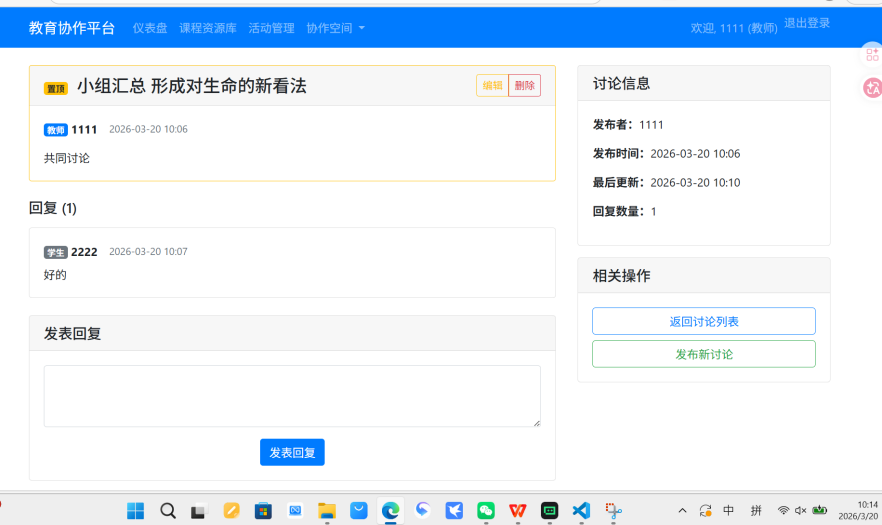 教育协作平台 仪表盘 课程资源库 活动管理 协作空间 欢迎, 1111 (教师) 退出登录
置顶 小组汇总 形成对生命的新看法 编辑 删除
教师 1111 2026-03-20 10:06
共同讨论
回复 (1)
学生 2222 2026-03-20 10:07
好的
发表回复
发表回复
讨论信息
发布者：1111
发布时间：2026-03-20 10:06
最后更新：2026-03-20 10:10
回复数量：1
相关操作
返回讨论列表
发布新讨论
中 拼 10:14
2026/3/20